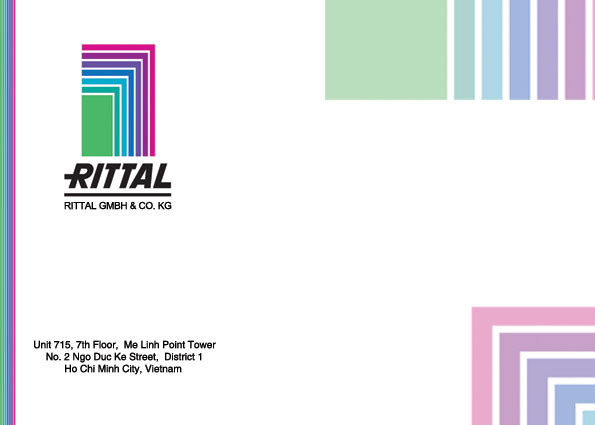 RITTAL
RITTAL GMBH & CO. KG
Unit 715, 7th Floor, Me Linh Point Tower
No. 2 Ngo Duc Ke Street, District 1
Ho Chi Minh City, Vietnam